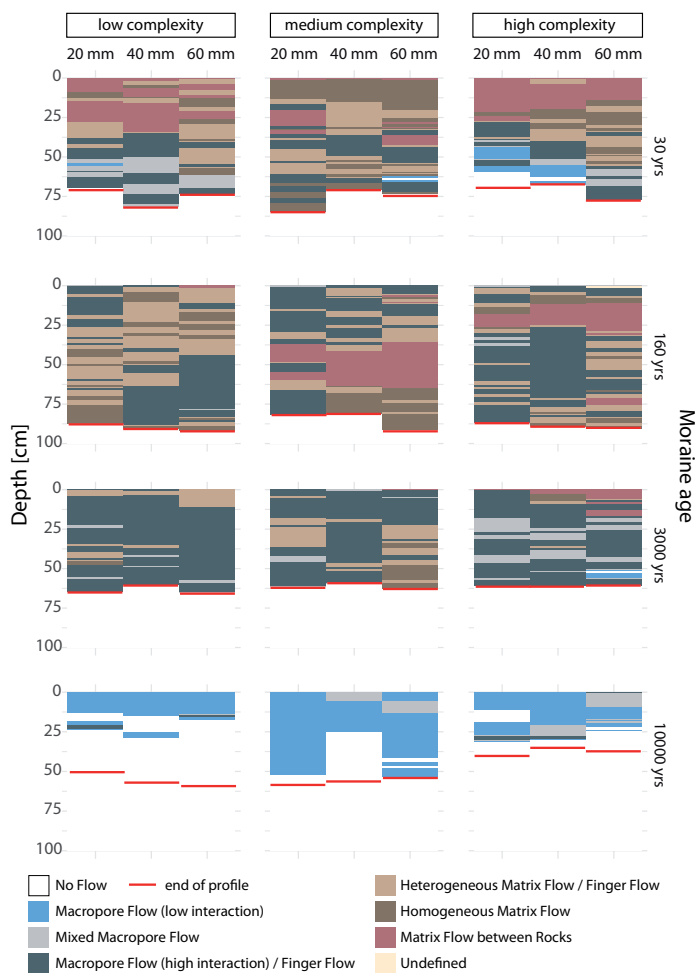 low complexity medium complexity high complexity
20 mm 40 mm 60 mm 20 mm 40 mm 60 mm 20 mm 40 mm 60 mm
0
25
50
75
100
30 yrs
0
25
50
75
100
160 yrs
0
25
50
75
100
3000 yrs
0
25
50
75
100
10000 yrs
Depth [cm]
Moraine age
No Flow end of profile
Macropore Flow (low interaction)
Mixed Macropore Flow
Macropore Flow (high interaction) / Finger Flow
Heterogeneous Matrix Flow / Finger Flow
Homogeneous Matrix Flow
Matrix Flow between Rocks
Undefined